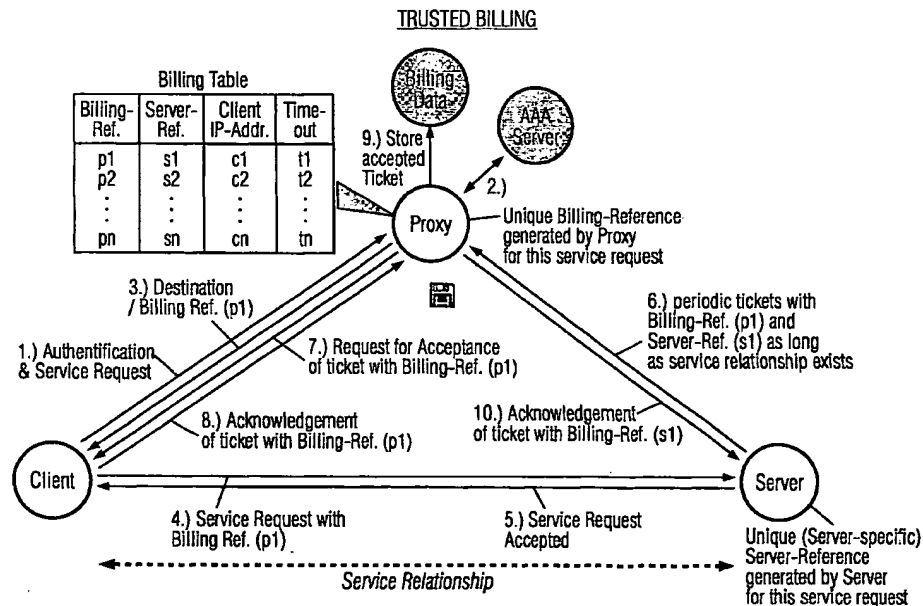 TRUSTED BILLING
Billing Table
Billing-
Ref.
Server-
Ref.
Client
IP-Addr.
Time-
out
p1 s1 c1 t1
p2 s2 c2 t2
pn sn cn tn
Billing
Data
AAA
Server
9.) Store
accepted
Ticket
2.)
Proxy
Unique Billing-Reference
generated by Proxy
for this service request
3.) Destination
/ Billing Ref. (p1)
1.) Authentification
& Service Request
7.) Request for Acceptance
of ticket with Billing-Ref. (p1)
6.) periodic tickets with
Billing-Ref. (p1) and
Server-Ref. (s1) as long
as service relationship exists
8.) Acknowledgement
of ticket with Billing-Ref. (p1)
10.) Acknowledgement
of ticket with Billing-Ref. (s1)
Client
Server
4.) Service Request with
Billing Ref. (p1)
5.) Service Request
Accepted
Unique (Server-specific)
Server-Reference
generated by Server
for this service request
Service Relationship